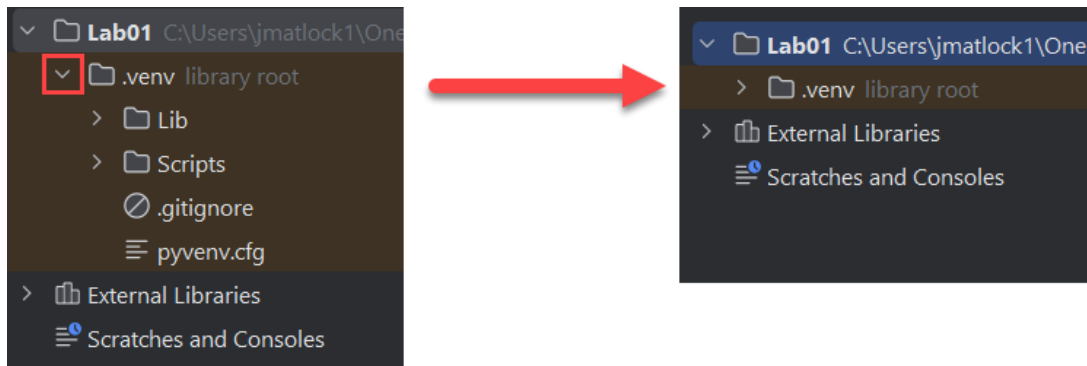 Lab01 C:\Users\jmatlock1\One
.venv library root
Lib
Scripts
.gitignore
pyvenv.cfg
External Libraries
Scratches and Consoles
Lab01 C:\Users\jmatlock1\One
.venv library root
External Libraries
Scratches and Consoles